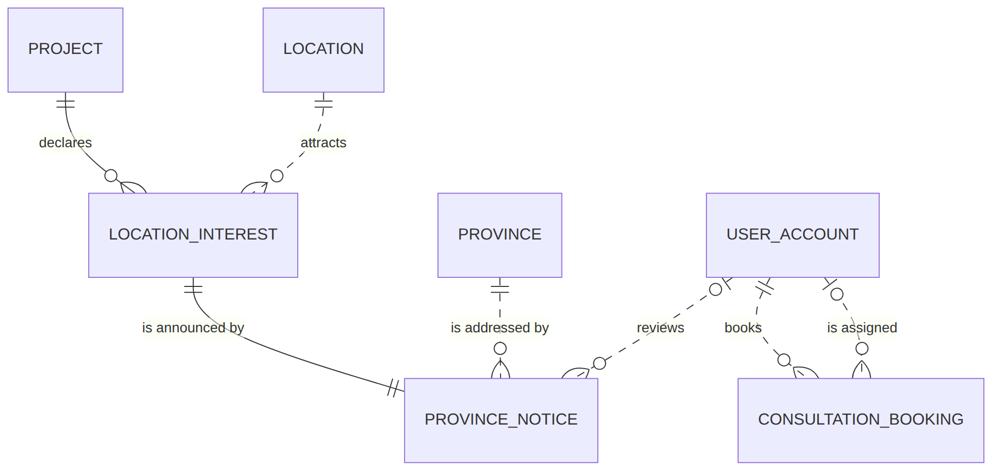 PROJECT
LOCATION
declares
attracts
LOCATION_INTEREST
PROVINCE
USER_ACCOUNT
is announced by
is addressed by
reviews
books
is assigned
PROVINCE_NOTICE
CONSULTATION_BOOKING